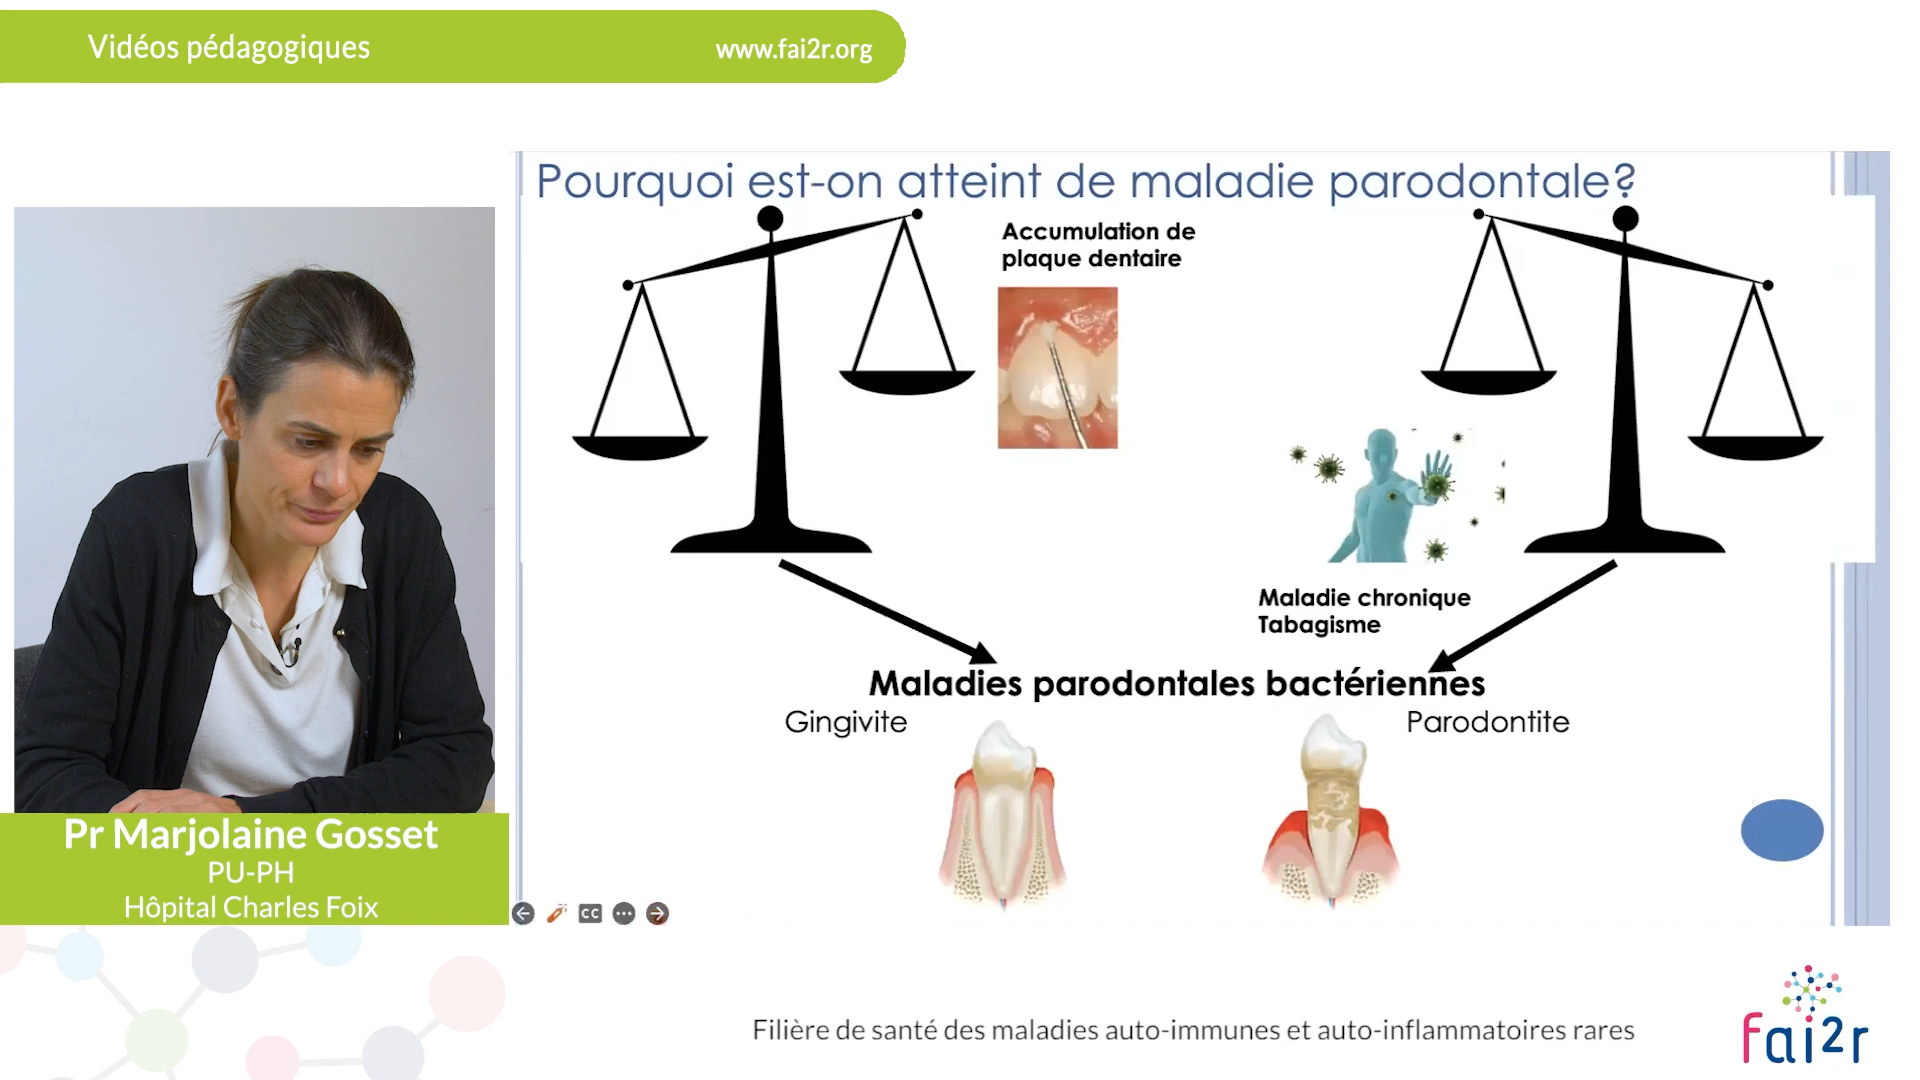 Vidéos pédagogiques
www.fai2r.org
Pourquoi est-on atteint de maladie parodontale?
Accumulation de
plaque dentaire
Maladie chronique
Tabagisme
Maladies parodontales bactériennes
Gingivite
Parodontite
Pr Marjolaine Gosset
PU-PH
Hôpital Charles Foix
CC
Filière de santé des maladies auto-immunes et auto-inflammatoires rares
fai2r